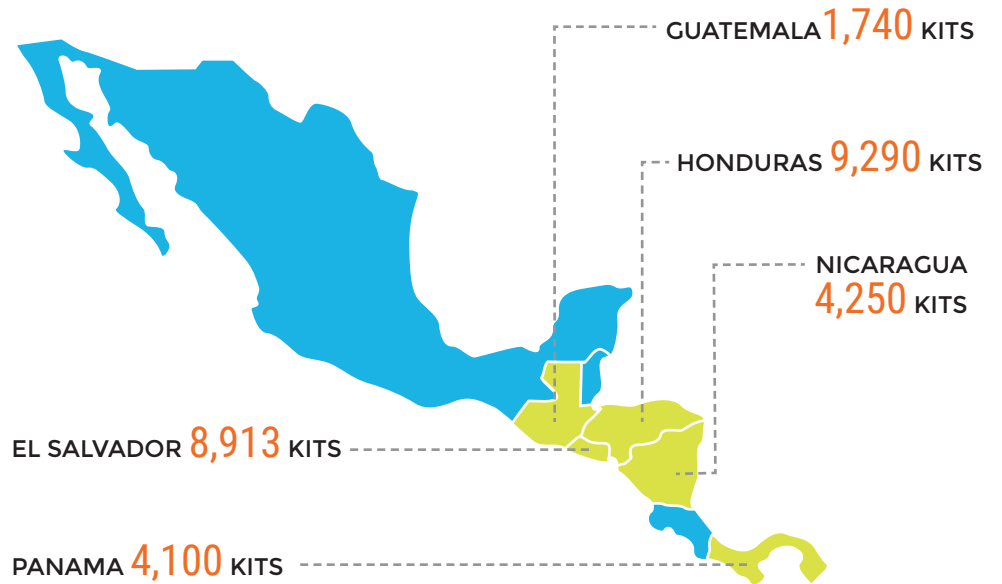 GUATEMALA 1,740 KITS
HONDURAS 9,290 KITS
NICARAGUA
4,250 KITS
EL SALVADOR 8,913 KITS
PANAMA 4,100 KITS